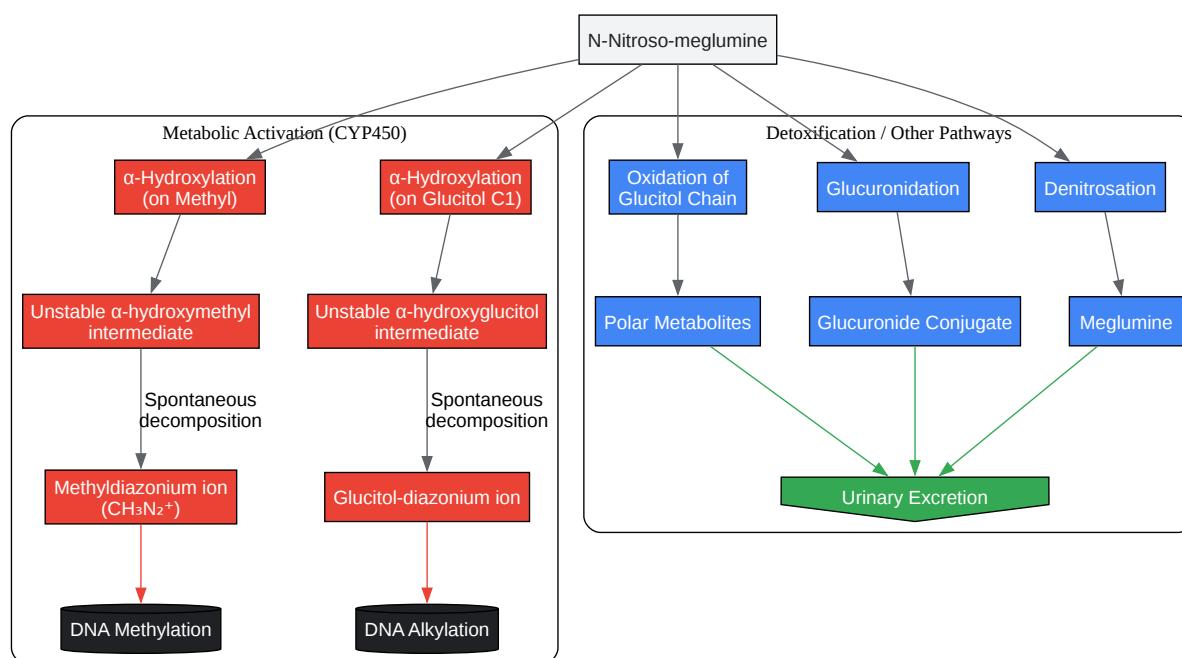 N-Nitroso-meglumine
Metabolic Activation (CYP450)
Detoxification / Other Pathways
α-Hydroxylation
(on Methyl)
α-Hydroxylation
(on Glucitol C1)
Oxidation of
Glucitol Chain
Glucuronidation
Denitrosation
Unstable α-hydroxymethyl
intermediate
Unstable α-hydroxyglucitol
intermediate
Polar Metabolites
Glucuronide Conjugate
Meglumine
Spontaneous
decomposition
Spontaneous
decomposition
Methyldiazonium ion
(CH₃N₂⁺)
Glucitol-diazonium ion
Urinary Excretion
DNA Methylation
DNA Alkylation